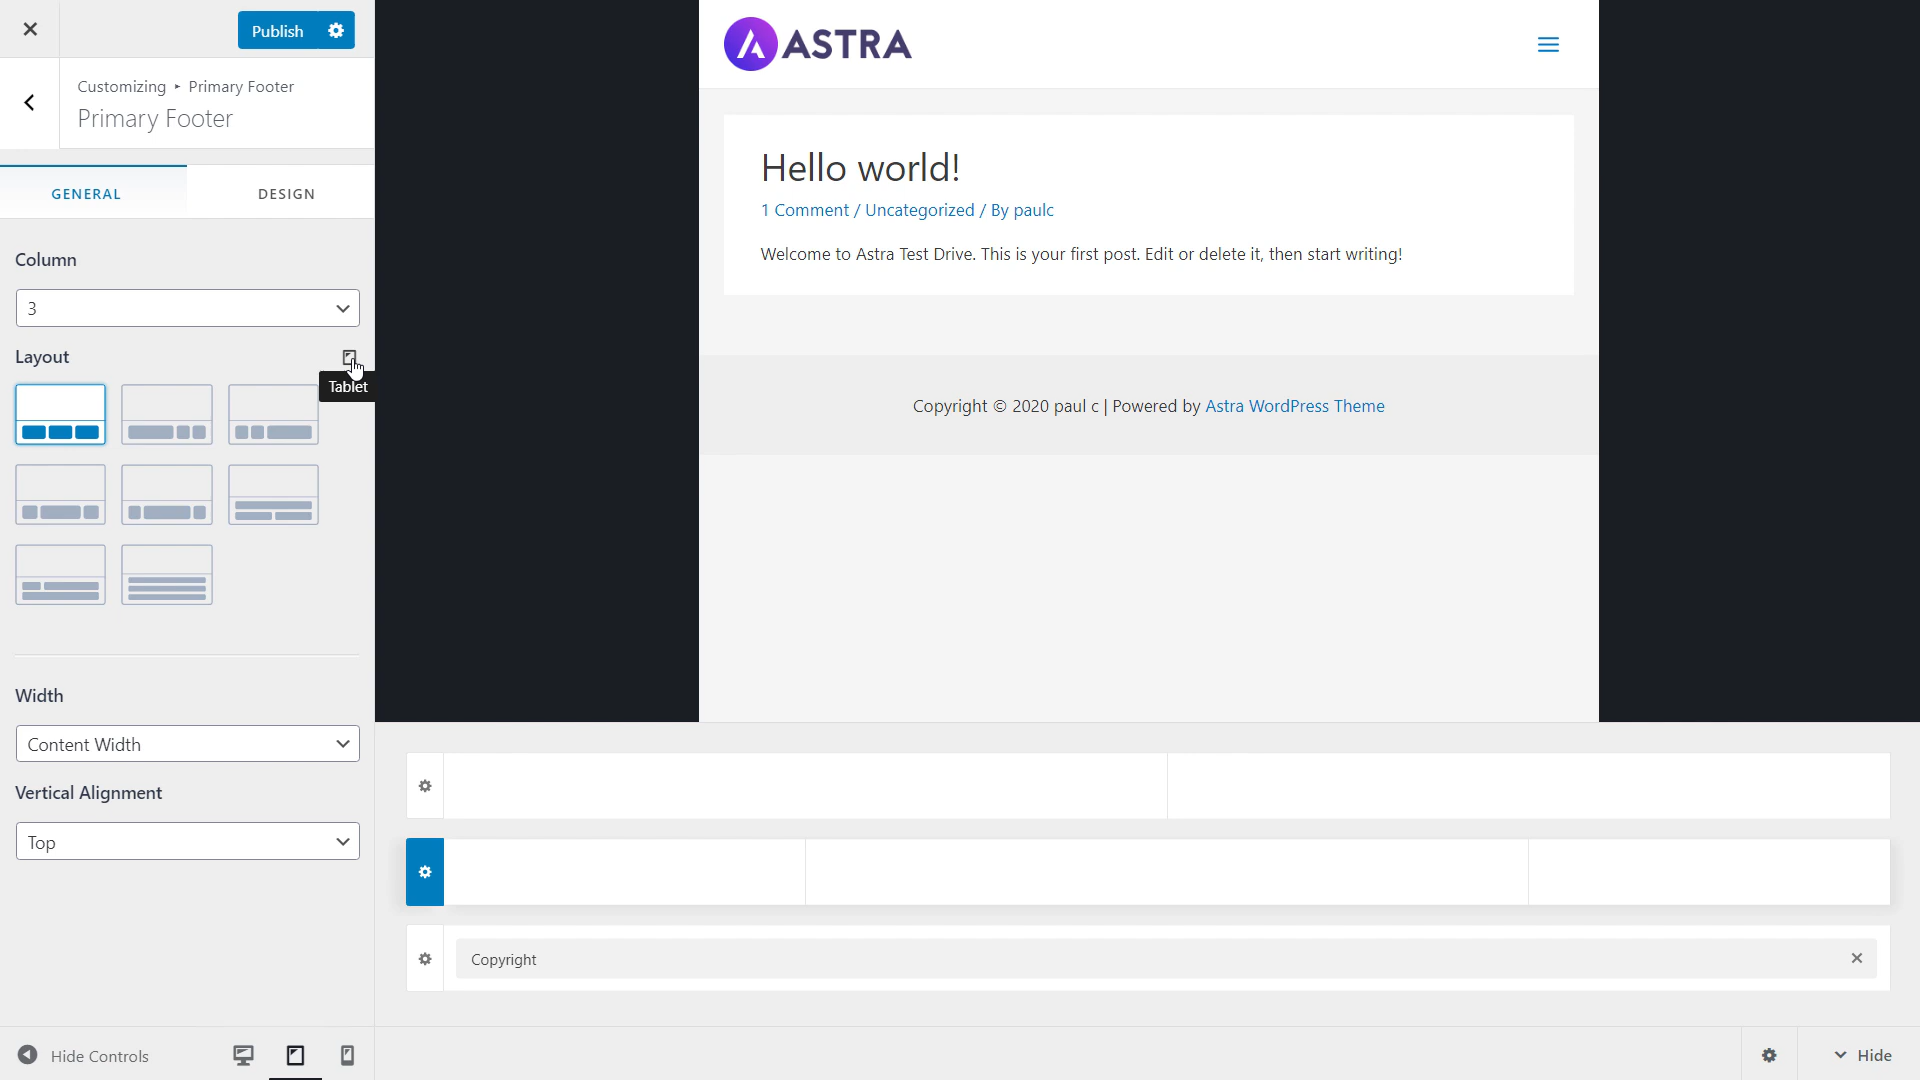 Publish
Customizing ▸ Primary Footer
Primary Footer
GENERAL
DESIGN
Column
3
Layout
Tablet
Width
Content Width
Vertical Alignment
Top
Hide Controls
ASTRA
Hello world!
1 Comment / Uncategorized / By paulc
Welcome to Astra Test Drive. This is your first post. Edit or delete it, then start writing!
Copyright © 2020 paul c | Powered by Astra WordPress Theme
Copyright
Hide